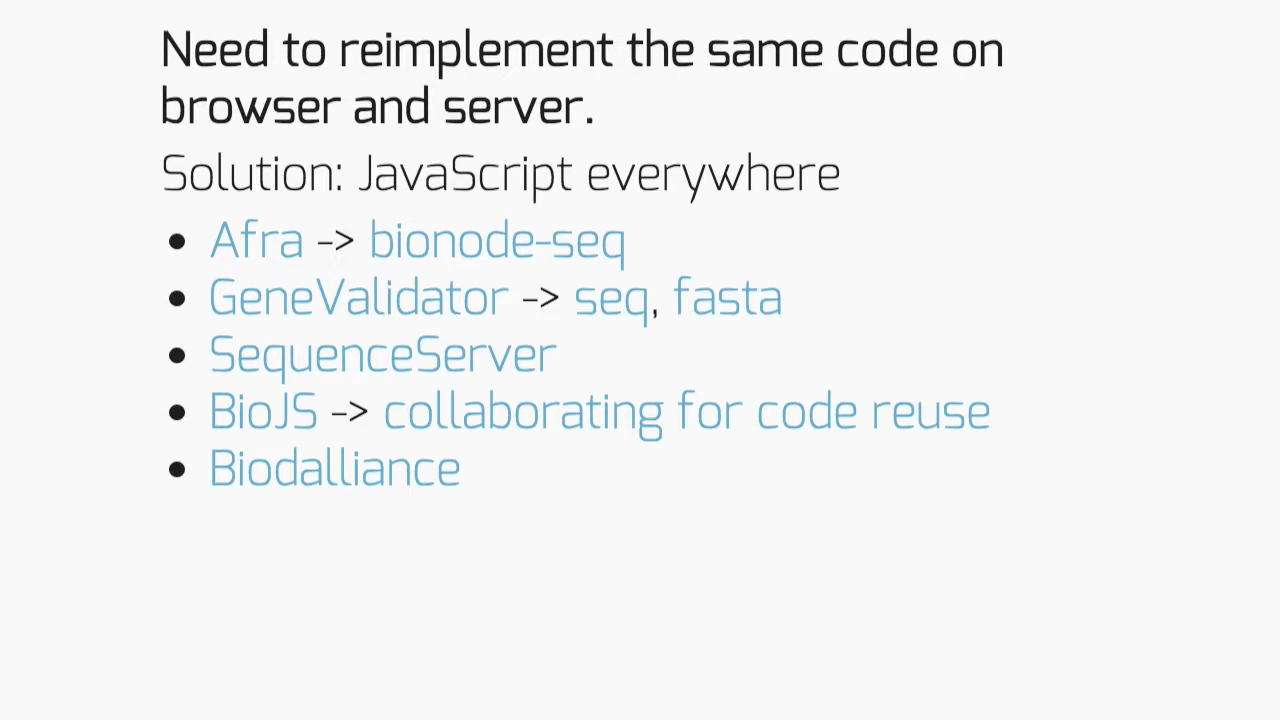 Need to reimplement the same code on
browser and server.
Solution: JavaScript everywhere
• Afra -> bionode-seq
• GeneValidator -> seq, fasta
• SequenceServer
• BioJS -> collaborating for code reuse
• Biodalliance